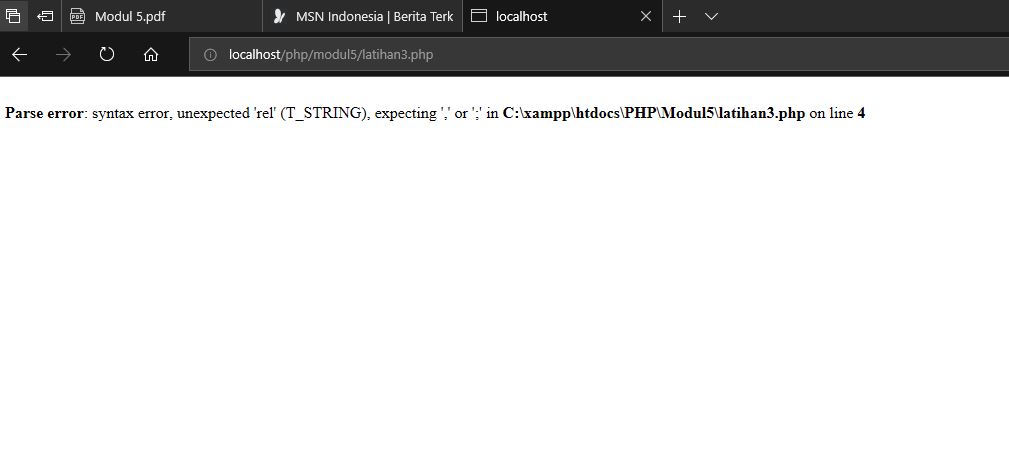 PDF Modul 5.pdf MSN Indonesia | Berita Terk localhost
localhost/php/modul5/latihan3.php
Parse error: syntax error, unexpected 'rel' (T_STRING), expecting ',' or ';' in C:\xampp\htdocs\PHP\Modul5\latihan3.php on line 4